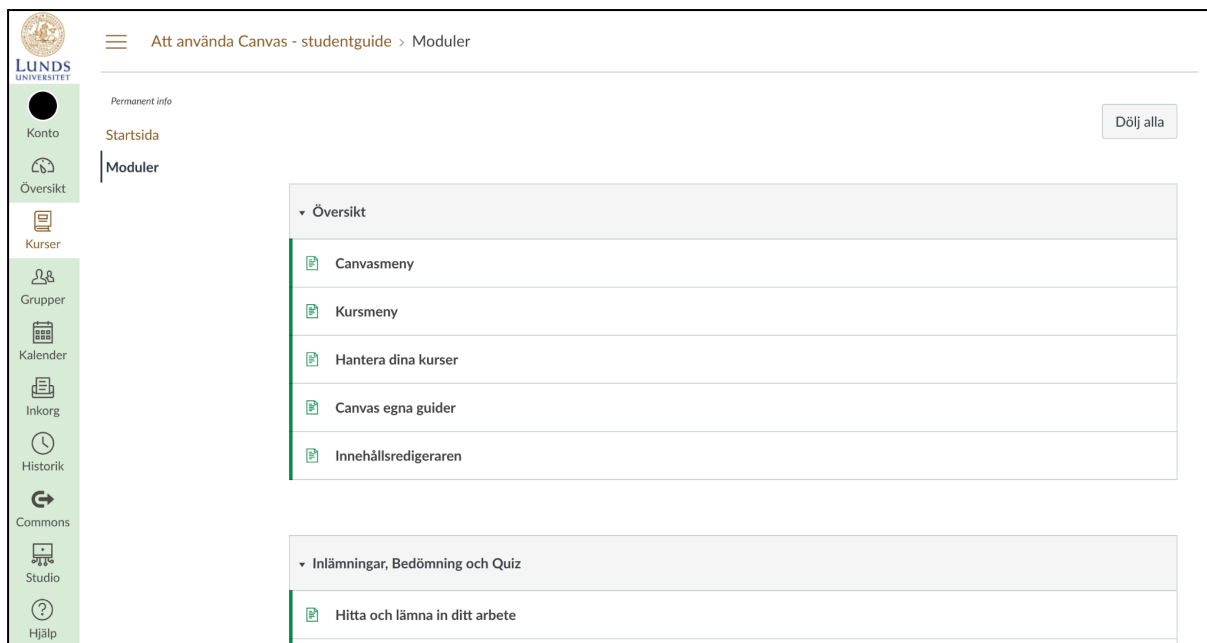 LUNDS
UNIVERSITET
Konto
Översikt
Kurser
Grupper
Kalender
Inkorg
Historik
Commons
Studio
Hjälp
Att använda Canvas - studentguide > Moduler
Permanent info
Startsida
Moduler
Dölj alla
Översikt
Canvasmeny
Kursmeny
Hantera dina kurser
Canvas egna guider
Innehållsredigeraren
Inlämningar, Bedömning och Quiz
Hitta och lämna in ditt arbete